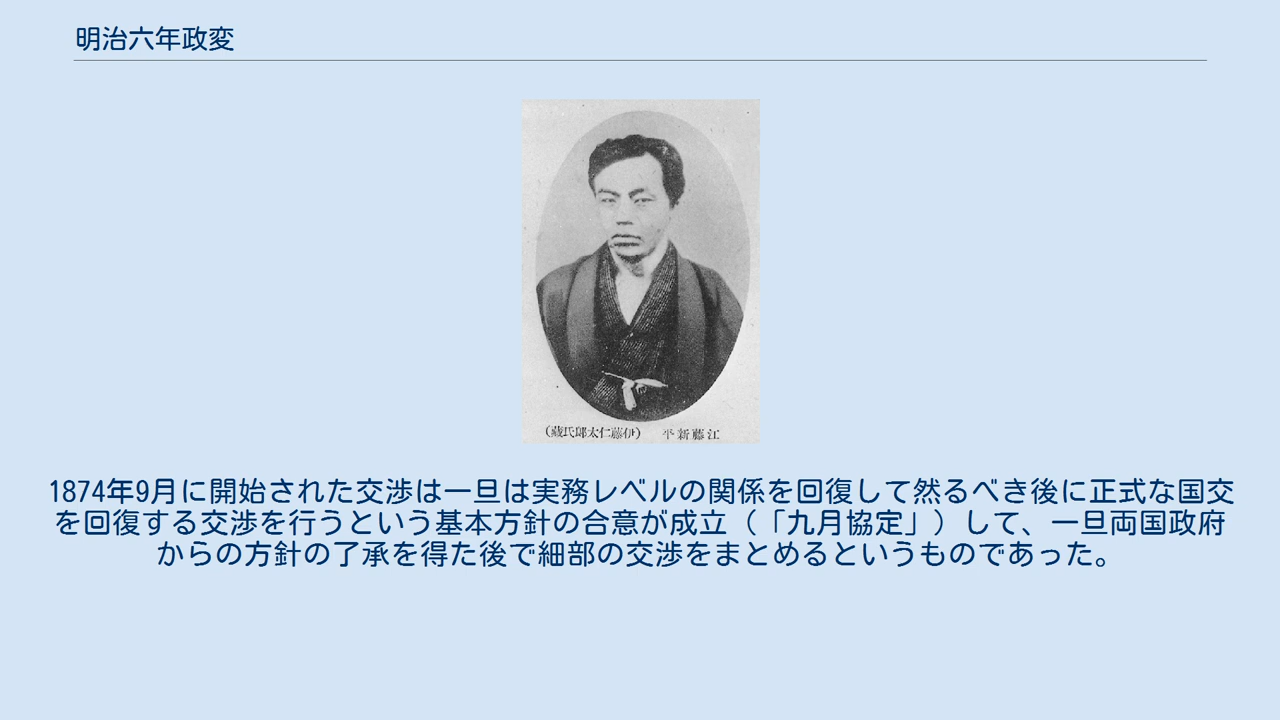 明治六年政変
江藤新平 (伊藤仁太郎氏蔵)
1874年9月に開始された交渉は一旦は実務レベルの関係を回復して然るべき後に正式な国交
を回復する交渉を行うという基本方針の合意が成立（「九月協定」）して、一旦両国政府
からの方針の了承を得た後で細部の交渉をまとめるというものであった。